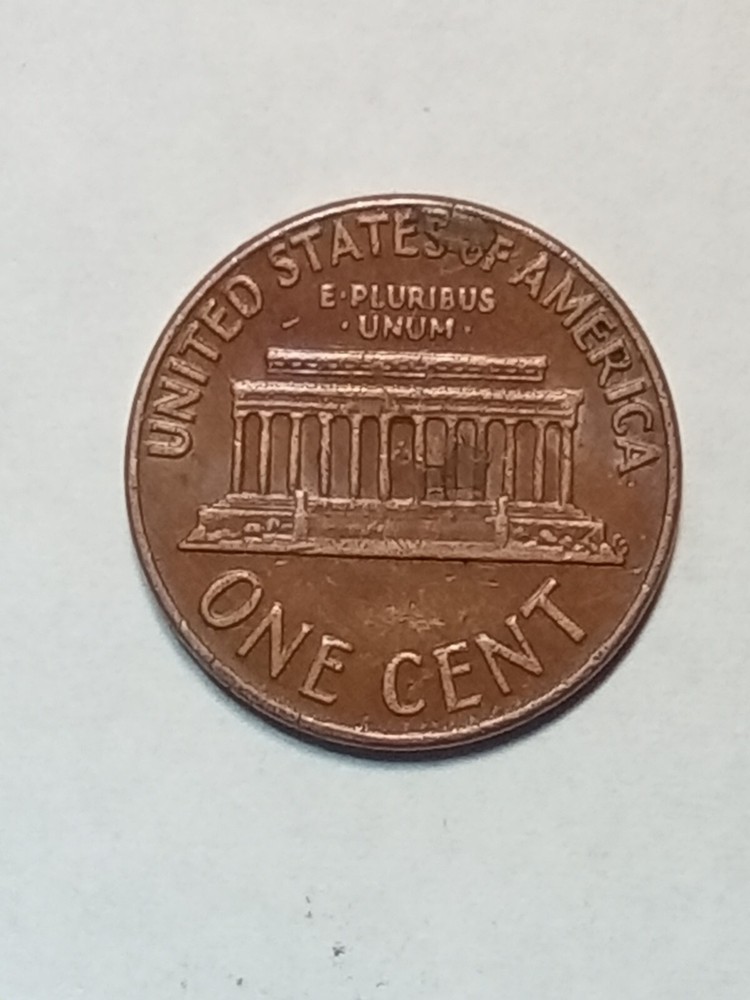 UNITED STATES OF AMERICA
E·PLURIBUS
·UNUM·
ONE CENT